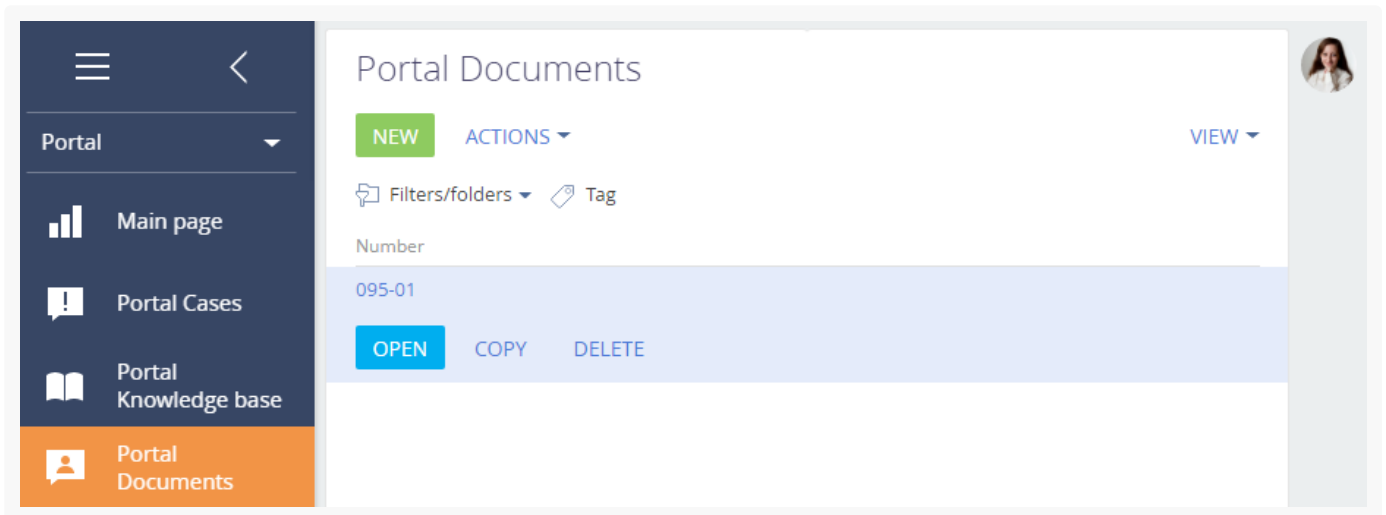 Portal
Main page
Portal Cases
Portal
Knowledge base
Portal
Documents
Portal Documents
NEW ACTIONS VIEW
Filters/folders Tag
Number
095-01
OPEN COPY DELETE